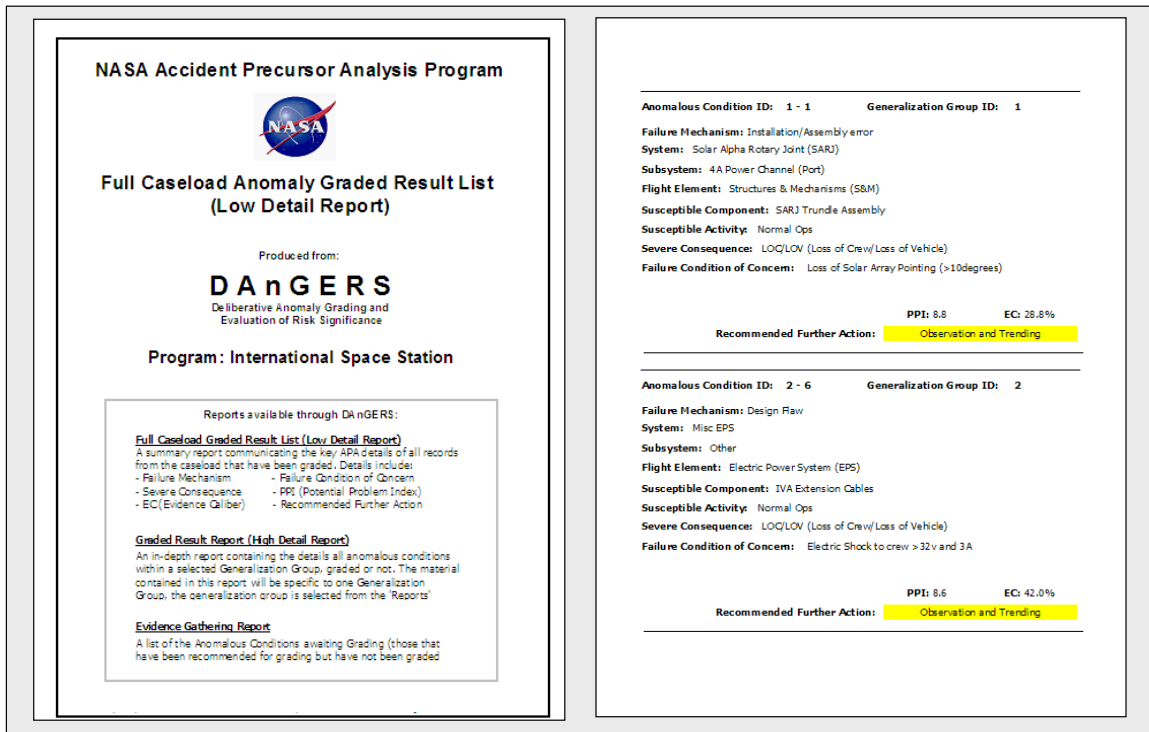 NASA Accident Precursor Analysis Program
NASA
Full Caseload Anomaly Graded Result List
(Low Detail Report)
Produced from:
DAnGERS
Deliberative Anomaly Grading and
Evaluation of Risk Significance
Program: International Space Station
Reports available through DAnGERS:
Full Caseload Graded Result List (Low Detail Report)
A summary report communicating the key APA details of all records
from the caseload that have been graded. Details include:
- Failure Mechanism - Failure Condition of Concern
- Severe Consequence - PPI (Potential Problem Index)
- EC(Evidence Caliber) - Recommended Further Action
Graded Result Report (High Detail Report)
An in-depth report containing the details all anomalous conditions
within a selected Generalization Group, graded or not. The material
contained in this report will be specific to one Generalization
Group, the generalization group is selected from the 'Reports'
Evidence Gathering Report
A list of the Anomalous Conditions awaiting Grading (those that
have been recommended for grading but have not been graded
Anomalous Condition ID: 1 - 1 Generalization Group ID: 1
Failure Mechanism: Installation/Assembly error
System: Solar Alpha Rotary Joint (SARJ)
Subsystem: 4A Power Channel (Port)
Flight Element: Structures & Mechanisms (S&M)
Susceptible Component: SARJ Trundle Assembly
Susceptible Activity: Normal Ops
Severe Consequence: LOC/LOV (Loss of Crew/Loss of Vehicle)
Failure Condition of Concern: Loss of Solar Array Pointing (>10degrees)
PPI: 8.8 EC: 28.8%
Recommended Further Action: Observation and Trending
Anomalous Condition ID: 2 - 6 Generalization Group ID: 2
Failure Mechanism: Design Flaw
System: Misc EPS
Subsystem: Other
Flight Element: Electric Power System (EPS)
Susceptible Component: IVA Extension Cables
Susceptible Activity: Normal Ops
Severe Consequence: LOC/LOV (Loss of Crew/Loss of Vehicle)
Failure Condition of Concern: Electric Shock to crew >32v and 3A
PPI: 8.6 EC: 42.0%
Recommended Further Action: Observation and Trending